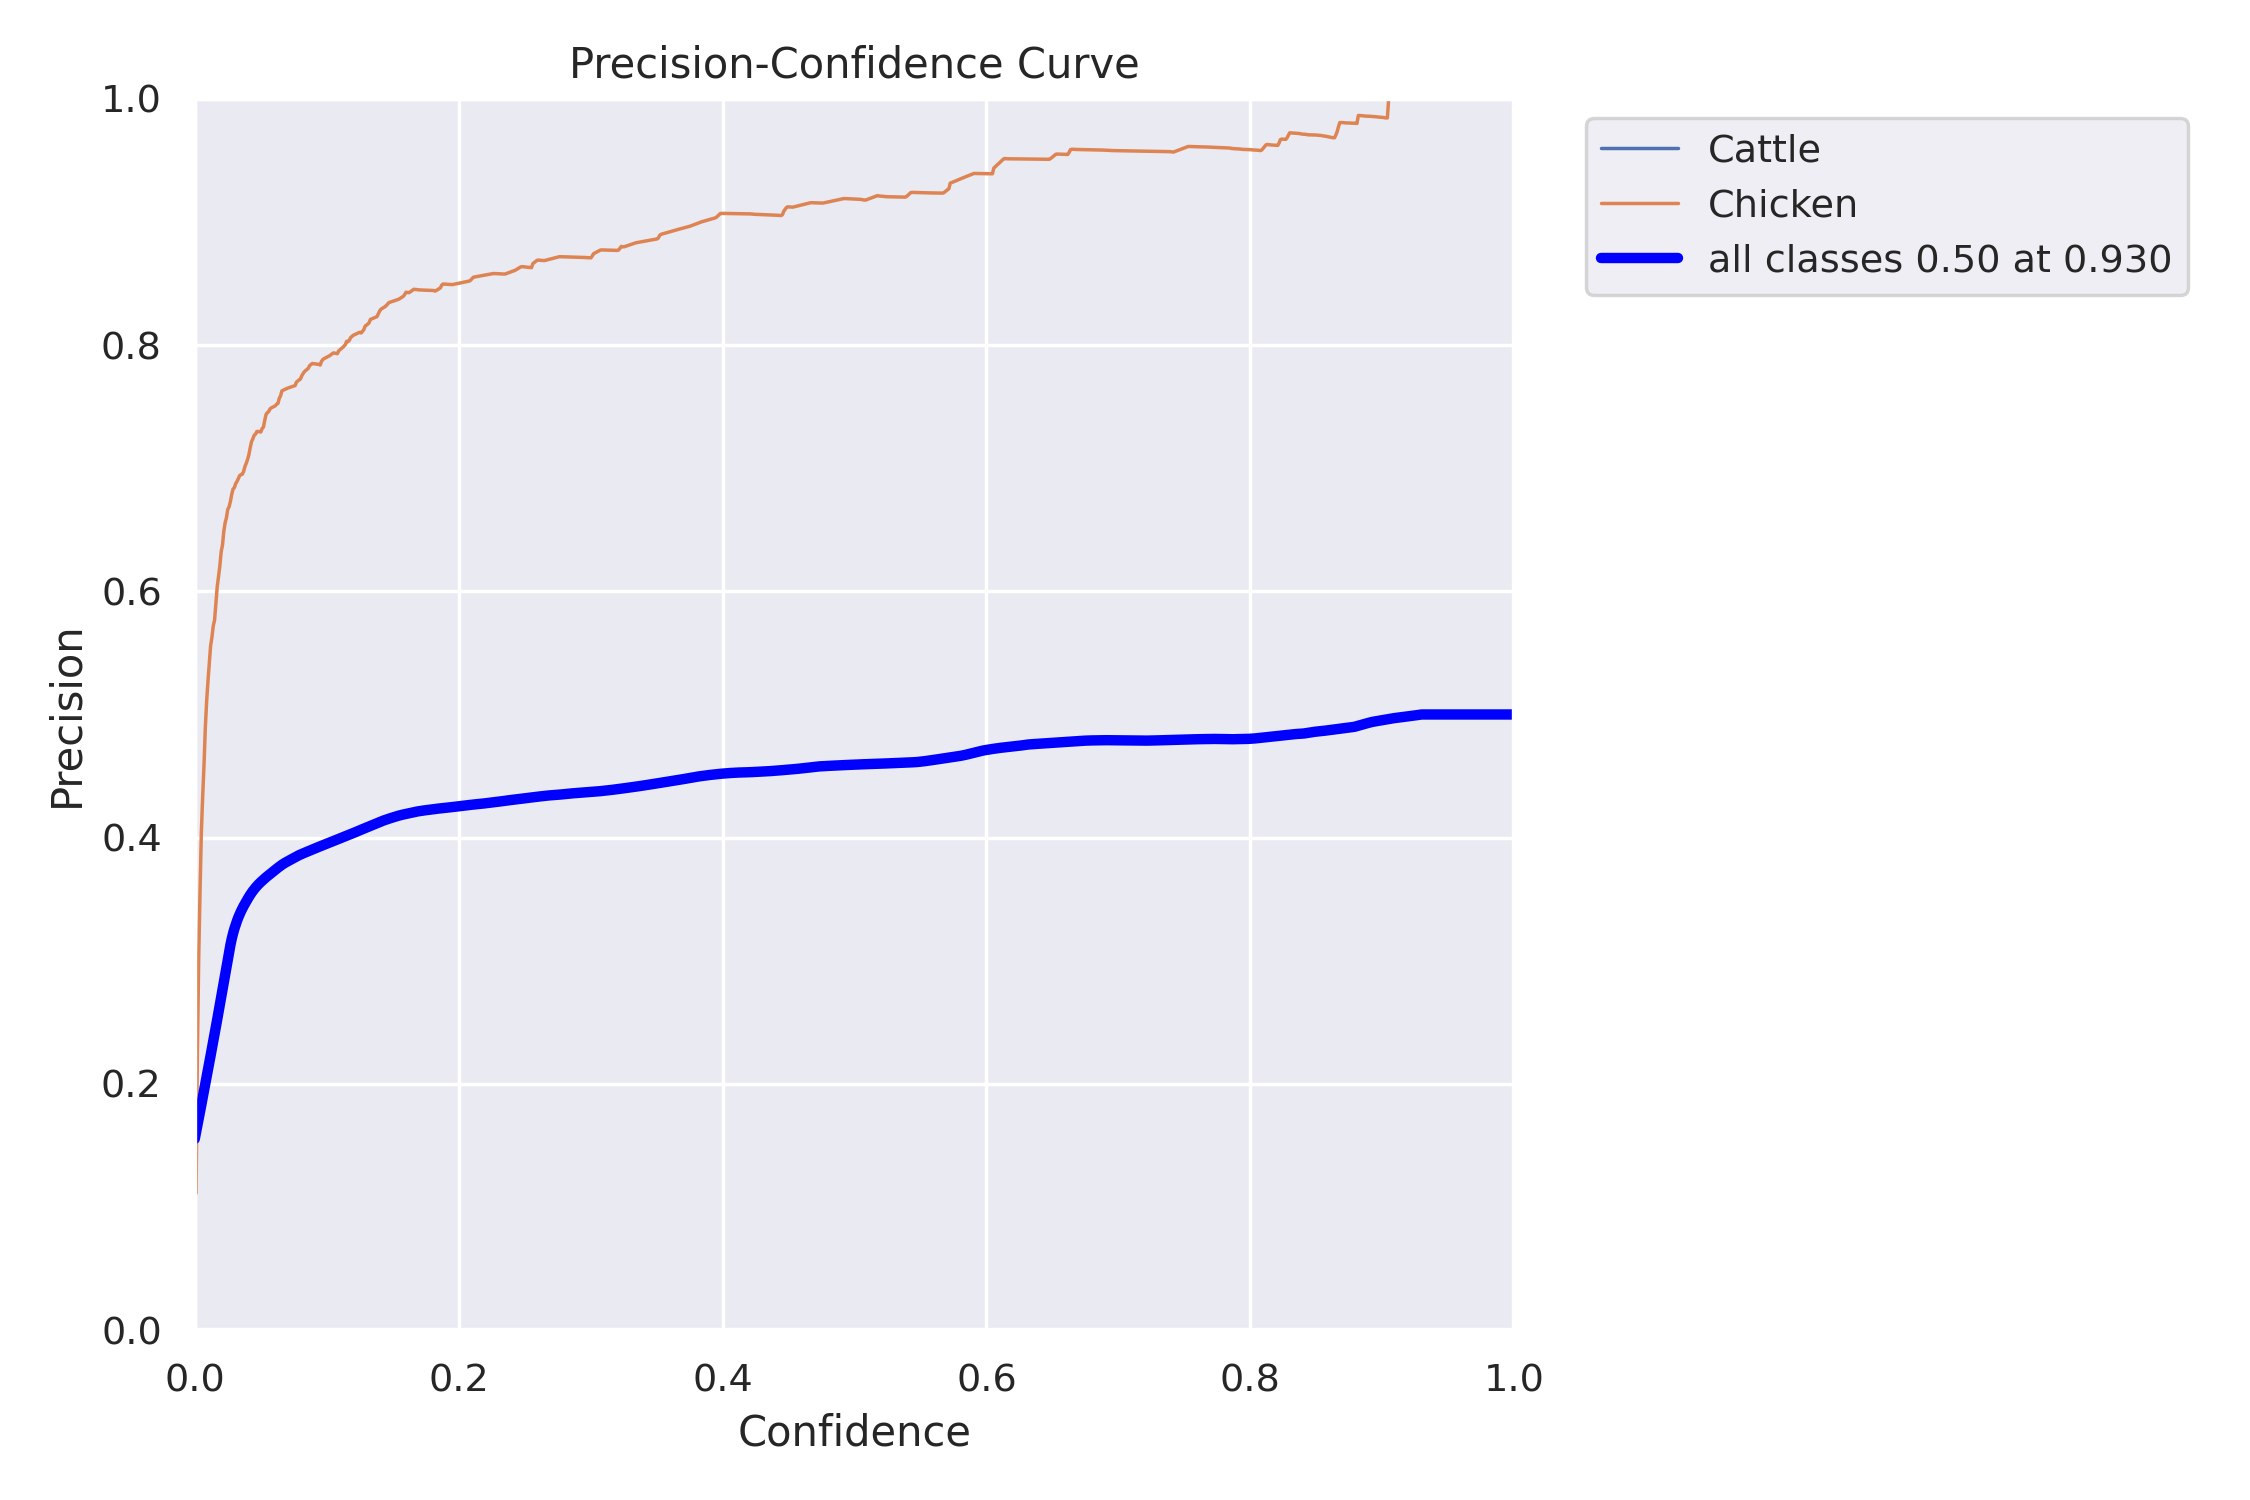 Precision-Confidence Curve
Cattle
Chicken
all classes 0.50 at 0.930
1.0
0.8
0.6
0.4
0.2
0.0
Precision
0.0 0.2 0.4 0.6 0.8 1.0
Confidence